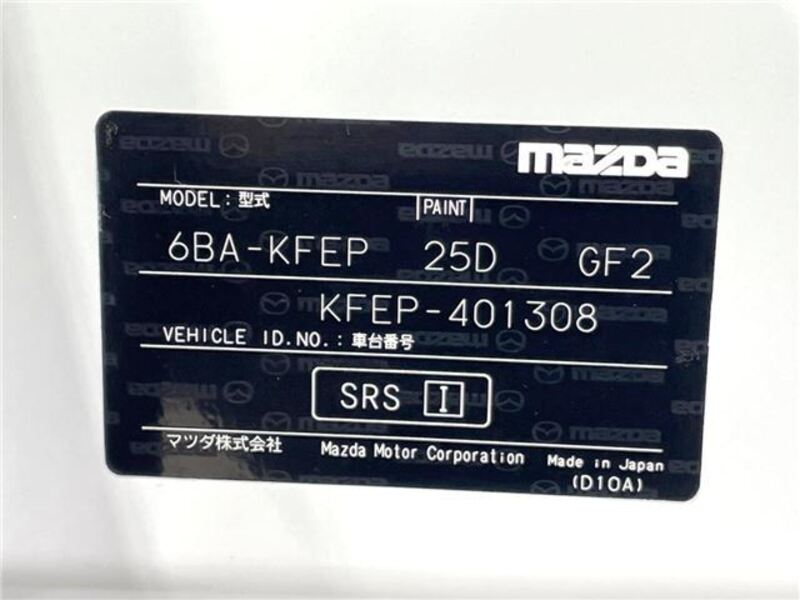 mazda
MODEL : 型式 PAINT
6BA-KFEP 25D GF2
KFEP-401308
VEHICLE ID.NO.: 車台番号
SRS I
マツダ株式会社 Mazda Motor Corporation Made in Japan
(D10A)